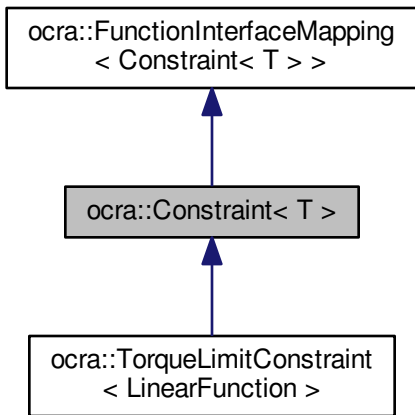 ocra::FunctionInterfaceMapping
< Constraint< T > >
ocra::Constraint< T >
ocra::TorqueLimitConstraint
< LinearFunction >